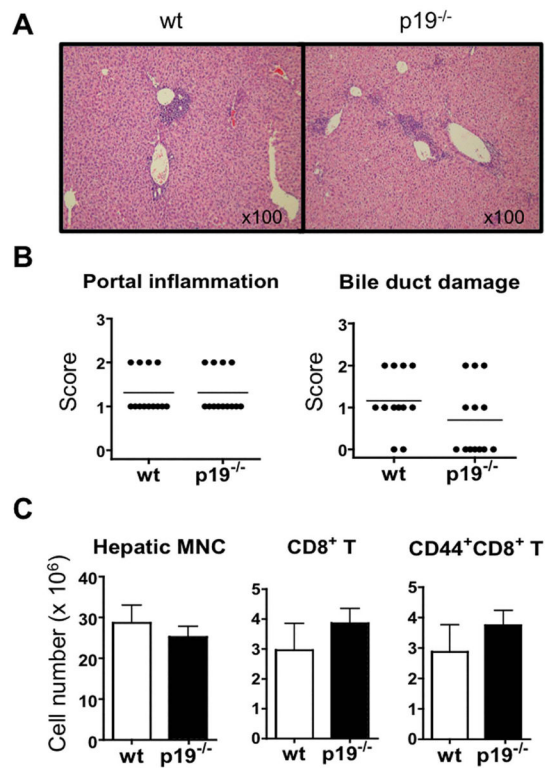 A
wt p19-/-
x100 x100
B
Portal inflammation Bile duct damage
Score
3
2
1
0
wt p19-/-
Score
3
2
1
0
wt p19-/-
C
Hepatic MNC CD8+ T CD44+CD8+ T
Cell number (x 10⁶)
40
30
20
10
0
wt p19-/-
5
4
3
2
1
0
wt p19-/-
5
4
3
2
1
0
wt p19-/-